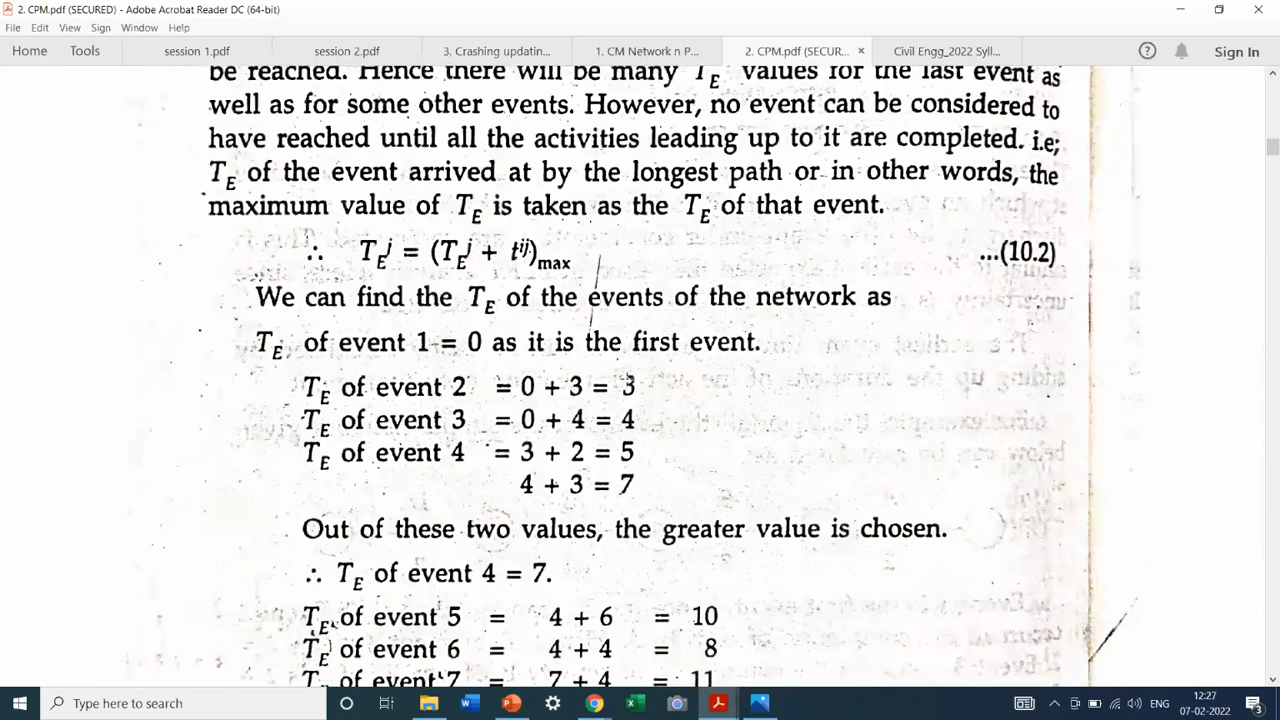 2. CPM.pdf (SECURED) - Adobe Acrobat Reader DC (64-bit)
File Edit View Sign Window Help
Home Tools session 1.pdf session 2.pdf 3. Crashing updatin... 1. CM Network n P... 2. CPM.pdf (SECUR... × Civil Engg_2022 Syll... Sign In
be reached. Hence there will be many T_E values for the last event as
well as for some other events. However, no event can be considered to
have reached until all the activities leading up to it are completed. i.e;
T_E of the event arrived at by the longest path or in other words, the
maximum value of T_E is taken as the T_E of that event.
∴ T_E^j = (T_E^j + t^ij)_max ...(10.2)
We can find the T_E of the events of the network as
T_E of event 1 = 0 as it is the first event.
T_E of event 2 = 0 + 3 = 3
T_E of event 3 = 0 + 4 = 4
T_E of event 4 = 3 + 2 = 5
4 + 3 = 7
Out of these two values, the greater value is chosen.
∴ T_E of event 4 = 7.
T_E of event 5 = 4 + 6 = 10
T_E of event 6 = 4 + 4 = 8
T_E of event 7 = 7 + 4 = 11
Type here to search ENG 12:27
07-02-2022 3